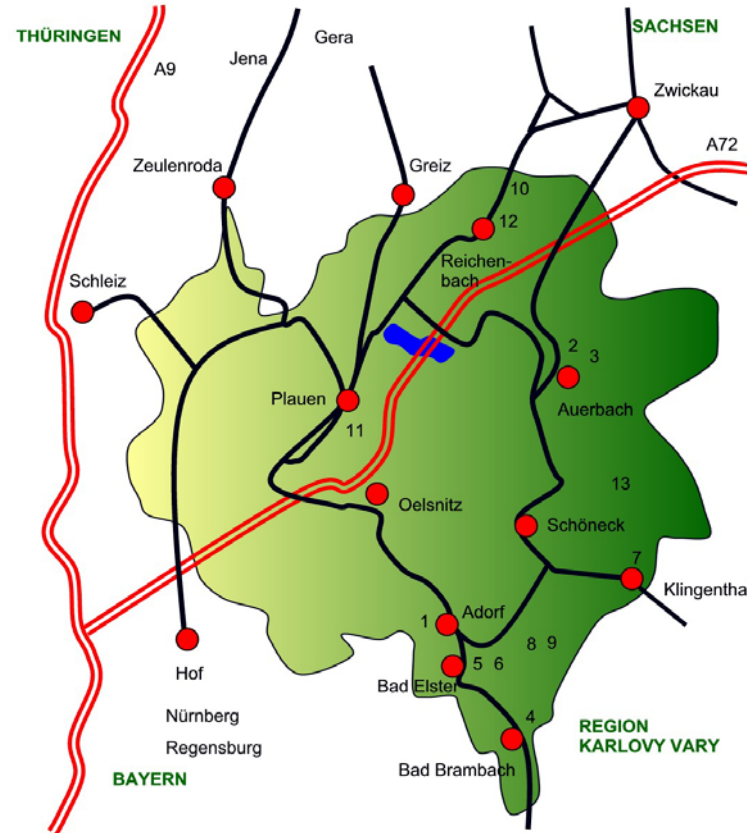 THÜRINGEN
SACHSEN
Gera
Jena
A9
Zwickau
A72
Zeulenroda
Greiz
10
12
Reichen-
bach
Schleiz
2
3
Plauen
Auerbach
11
13
Oelsnitz
Schöneck
7
Klingentha
1
Adorf
8 9
5 6
Hof
Bad Elster
4
Nürnberg
REGION
KARLOVY VARY
Regensburg
Bad Brambach
BAYERN